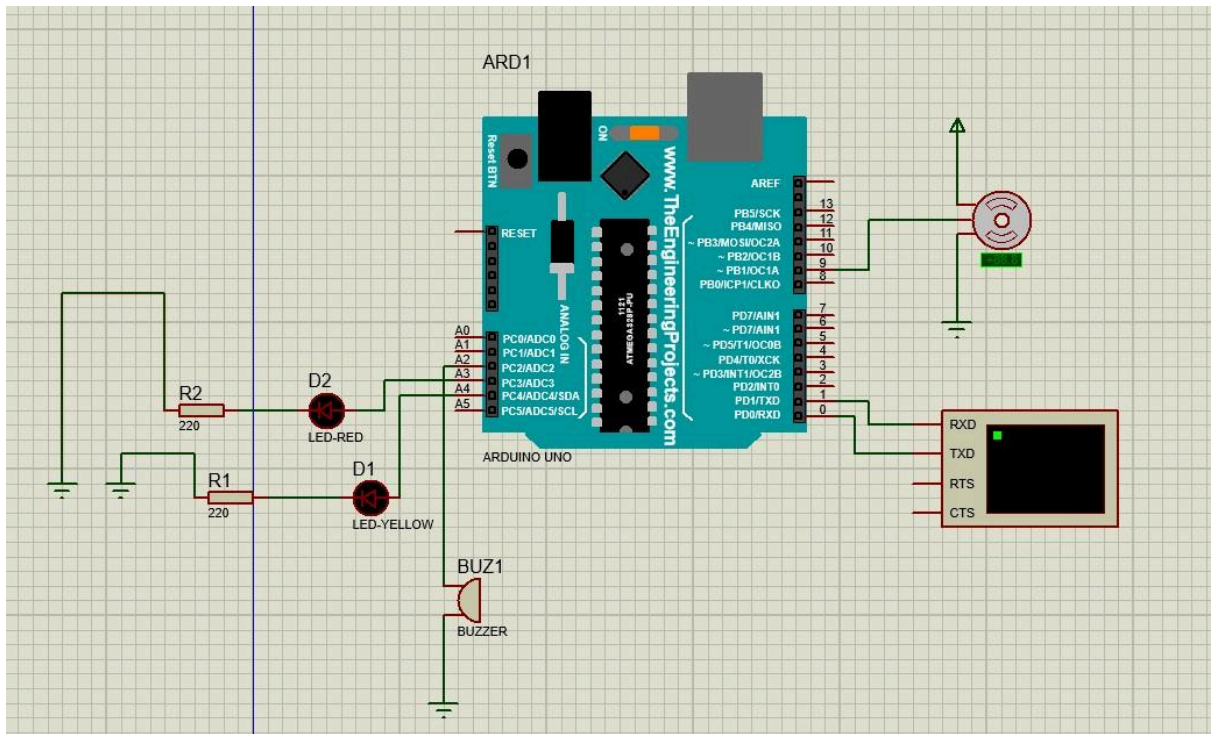 ARD1
ON
Reset BTN
www.TheEngineeringProjects.com
AREF
13
PB5/SCK
12
PB4/MISO
11
~ PB3/MOSI/OC2A
10
~ PB2/OC1B
9
~ PB1/OC1A
8
PB0/ICP1/CLKO
RESET
ANALOG IN
1121
ATMEGA328P-PU
7
PD7/AIN1
6
~ PD7/AIN1
5
~ PD5/T1/OC0B
4
PD4/T0/XCK
3
~ PD3/INT1/OC2B
2
PD2/INT0
1
PD1/TXD
0
PD0/RXD
A0
PC0/ADC0
A1
PC1/ADC1
A2
PC2/ADC2
A3
PC3/ADC3
A4
PC4/ADC4/SDA
A5
PC5/ADC5/SCL
ARDUINO UNO
R2
220
D2
LED-RED
R1
220
D1
LED-YELLOW
BUZ1
BUZZER
RXD
TXD
RTS
CTS